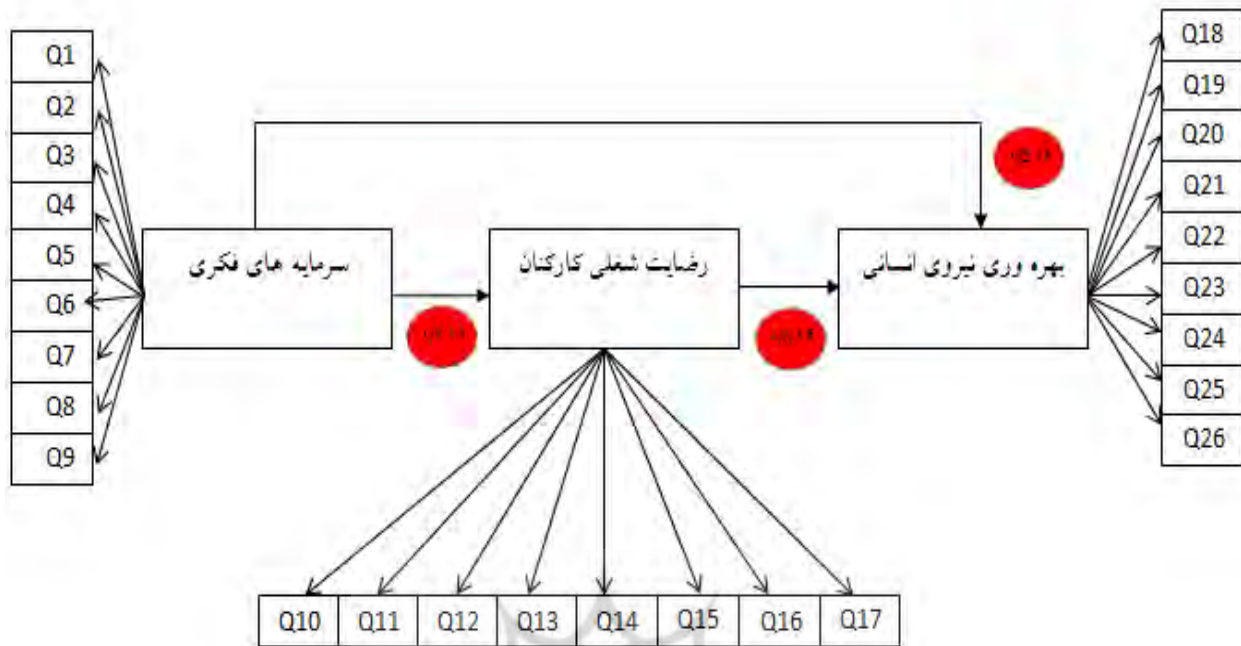 Q1
Q2
Q3
Q4
Q5
Q6
Q7
Q8
Q9
سرمایه های فکری
رضایت شغلی کارکنان
بهره وری نیروی انسانی
Q18
Q19
Q20
Q21
Q22
Q23
Q24
Q25
Q26
Q10 Q11 Q12 Q13 Q14 Q15 Q16 Q17